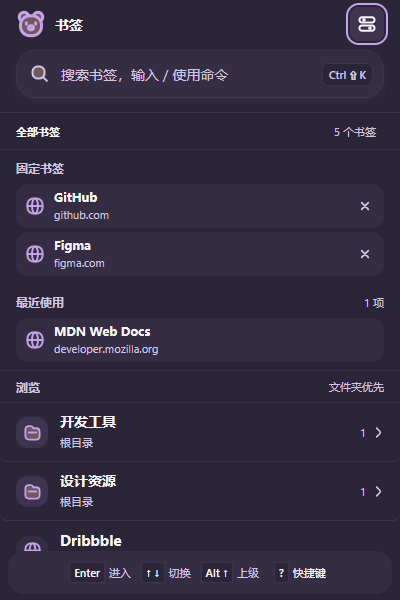 书签
搜索书签，输入 / 使用命令 Ctrl ⇧ K
全部书签 5 个书签
固定书签
GitHub
github.com
Figma
figma.com
最近使用 1 项
MDN Web Docs
developer.mozilla.org
浏览 文件夹优先
开发工具
根目录
1
设计资源
根目录
1
Dribbble
Enter 进入 ↑↓ 切换 Alt ↑ 上级 ? 快捷键